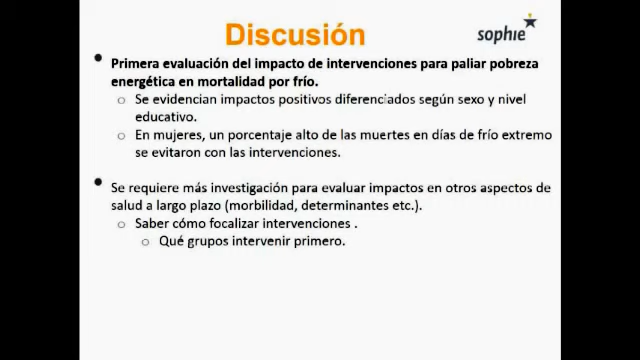 Discusión
sophie
• Primera evaluación del impacto de intervenciones para paliar pobreza
energética en mortalidad por frío.
o Se evidencian impactos positivos diferenciados según sexo y nivel
educativo.
o En mujeres, un porcentaje alto de las muertes en días de frío extremo
se evitaron con las intervenciones.
• Se requiere más investigación para evaluar impactos en otros aspectos de
salud a largo plazo (morbilidad, determinantes etc.).
o Saber cómo focalizar intervenciones .
o Qué grupos intervenir primero.